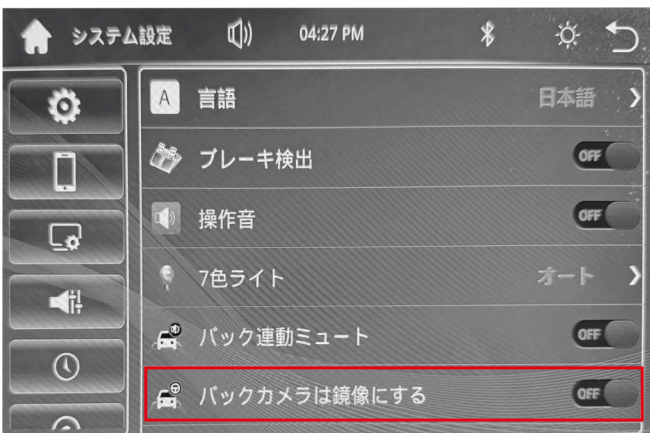 システム設定 04:27 PM
A 言語 日本語
ブレーキ検出 OFF
操作音 OFF
7色ライト オート
バック連動ミュート OFF
バックカメラは鏡像にする OFF